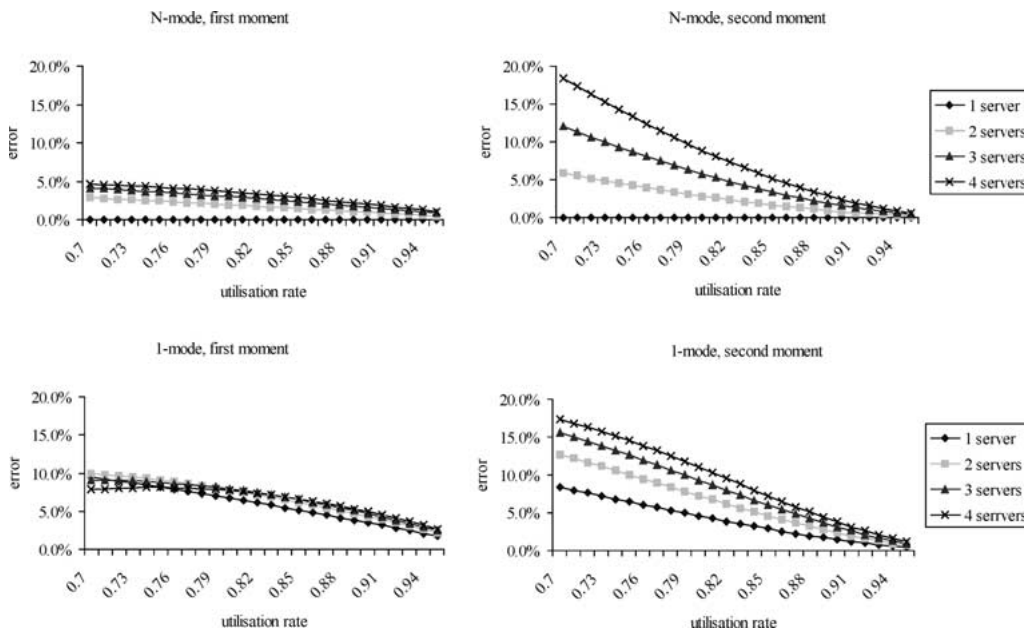 N-mode, first moment
20.0%
15.0%
10.0%
5.0%
0.0%
error
0.7
0.73
0.76
0.79
0.82
0.85
0.88
0.91
0.94
utilisation rate
N-mode, second moment
20.0%
15.0%
10.0%
5.0%
0.0%
error
0.7
0.73
0.76
0.79
0.82
0.85
0.88
0.91
0.94
utilisation rate
1 server
2 servers
3 servers
4 servers
1-mode, first moment
20.0%
15.0%
10.0%
5.0%
0.0%
error
0.7
0.73
0.76
0.79
0.82
0.85
0.88
0.91
0.94
utilisation rate
1-mode, second moment
20.0%
15.0%
10.0%
5.0%
0.0%
error
0.7
0.73
0.76
0.79
0.82
0.85
0.88
0.91
0.94
utilisation rate
1 server
2 servers
3 servers
4 serrvers